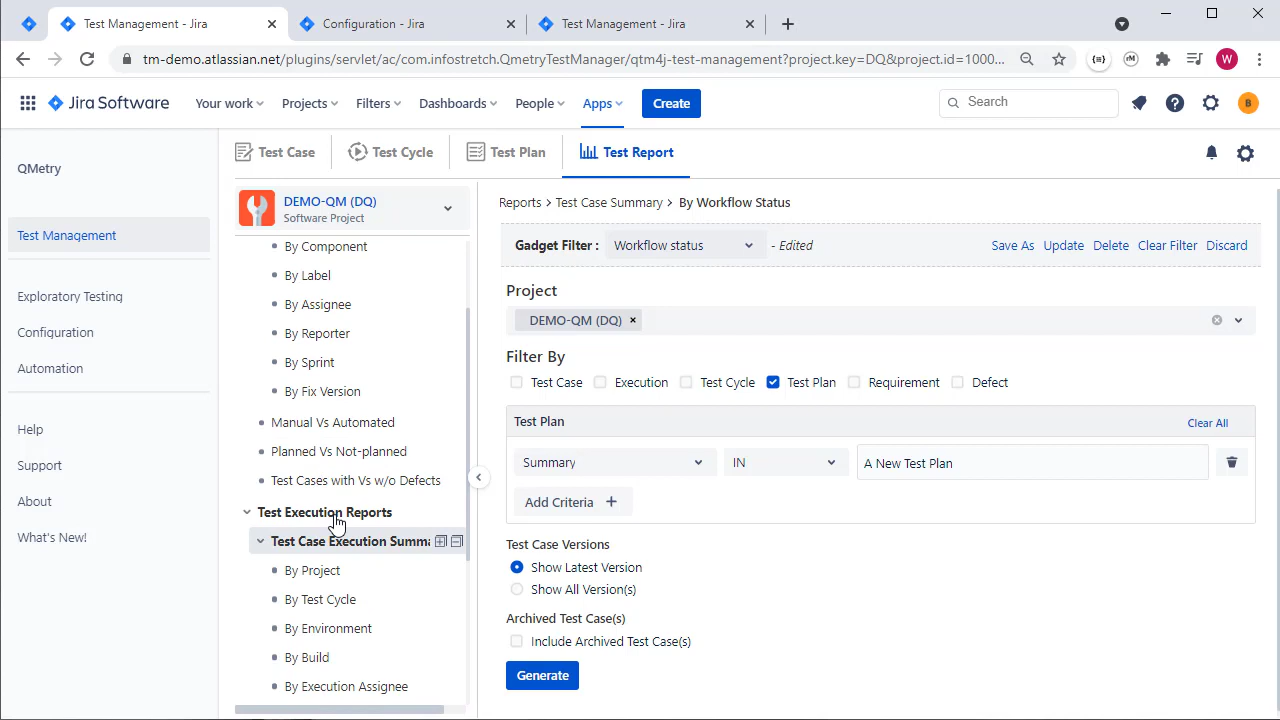 Test Management - Jira
Configuration - Jira
Test Management - Jira
tm-demo.atlassian.net/plugins/servlet/ac/com.infostretch.QmetryTestManager/qtm4j-test-management?project.key=DQ&project.id=1000...
W
Jira Software
Your work
Projects
Filters
Dashboards
People
Apps
Create
Search
B
QMetry
Test Management
Exploratory Testing
Configuration
Automation
Help
Support
About
What's New!
Test Case
Test Cycle
Test Plan
Test Report
DEMO-QM (DQ)
Software Project
By Component
By Label
By Assignee
By Reporter
By Sprint
By Fix Version
Manual Vs Automated
Planned Vs Not-planned
Test Cases with Vs w/o Defects
Test Execution Reports
Test Case Execution Summa
By Project
By Test Cycle
By Environment
By Build
By Execution Assignee
Reports > Test Case Summary > By Workflow Status
Gadget Filter : Workflow status - Edited
Save As Update Delete Clear Filter Discard
Project
DEMO-QM (DQ) ×
Filter By
Test Case Execution Test Cycle Test Plan Requirement Defect
Test Plan
Clear All
Summary IN A New Test Plan
Add Criteria +
Test Case Versions
Show Latest Version
Show All Version(s)
Archived Test Case(s)
Include Archived Test Case(s)
Generate